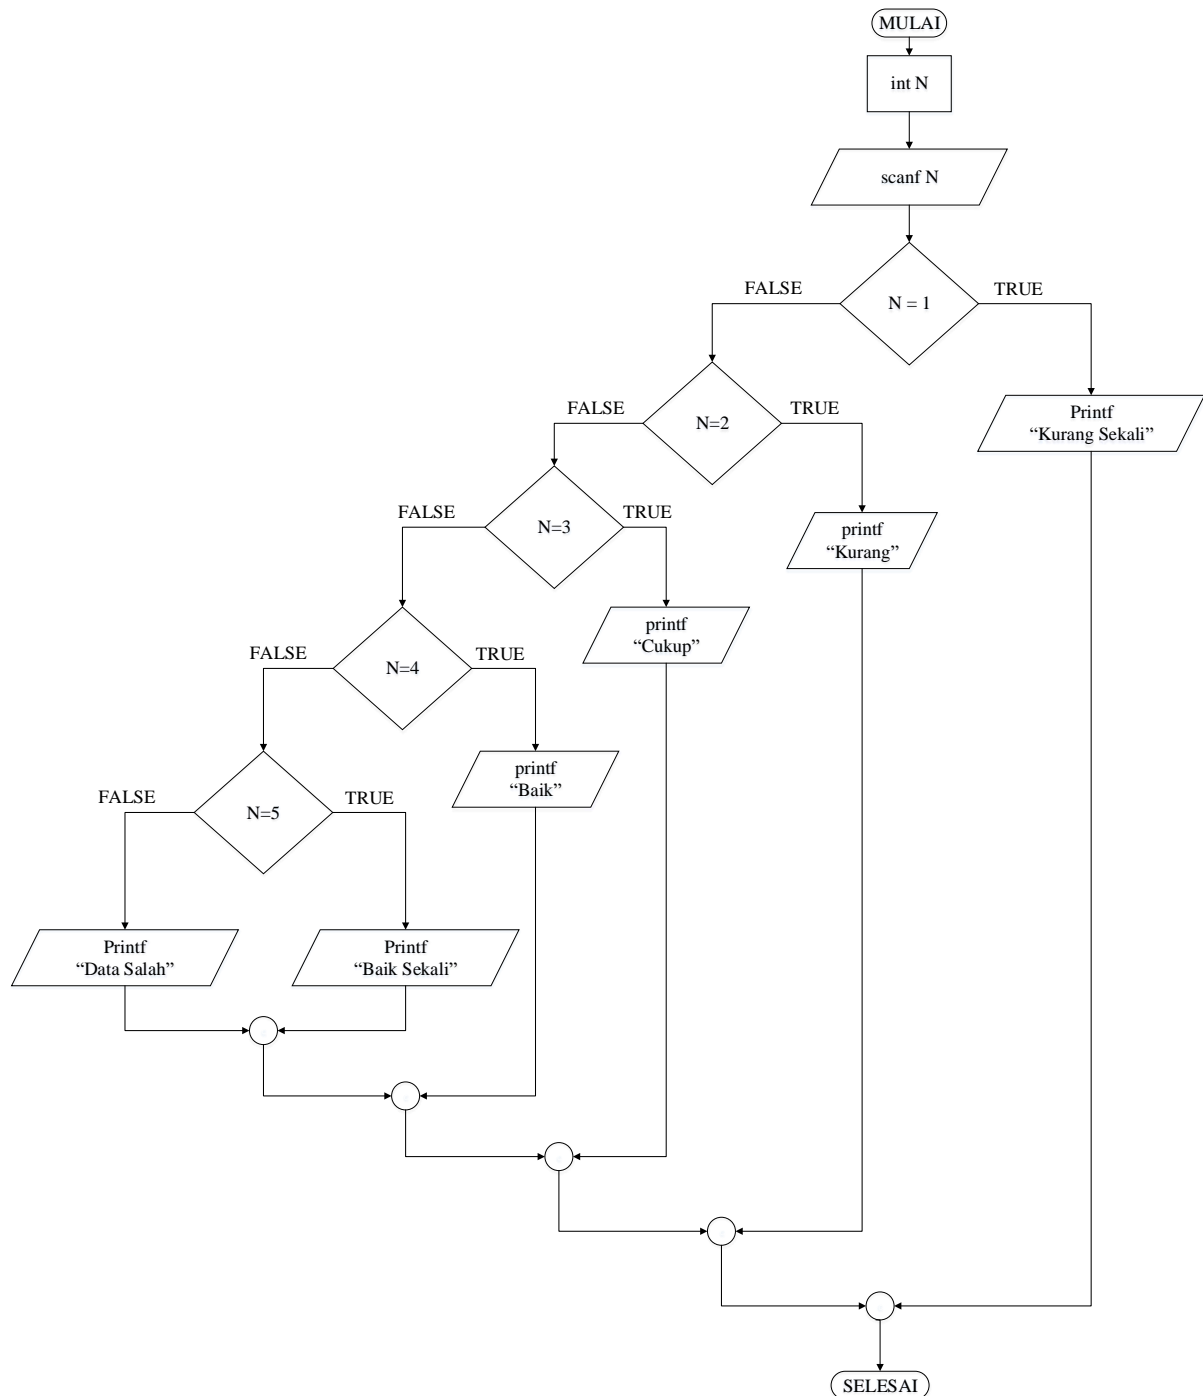 MULAI
int N
scanf N
FALSE
TRUE
N = 1
FALSE
TRUE
N=2
Printf
“Kurang Sekali”
FALSE
TRUE
N=3
printf
“Kurang”
FALSE
TRUE
N=4
printf
“Cukup”
FALSE
TRUE
N=5
printf
“Baik”
Printf
“Data Salah”
Printf
“Baik Sekali”
SELESAI